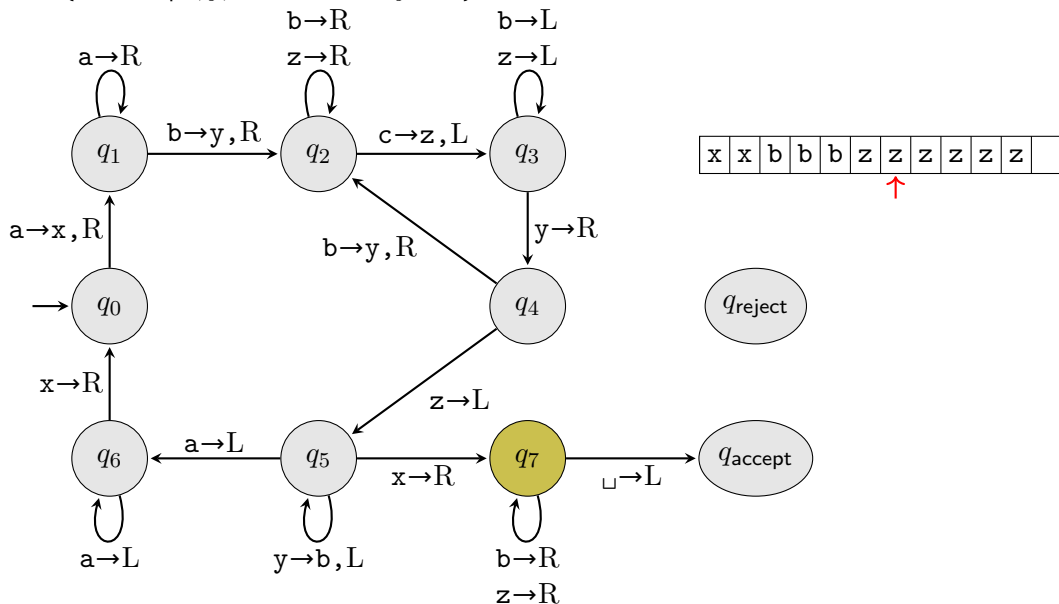 b→R
b→L
a→R
z→R
z→L
q1
b→y,R
q2
c→z,L
q3
x x b b b z z z z z z
↑
a→x,R
b→y,R
y→R
q0
q4
qreject
x→R
z→L
q6
a→L
q5
x→R
q7
␣→L
qaccept
a→L
y→b,L
b→R
z→R